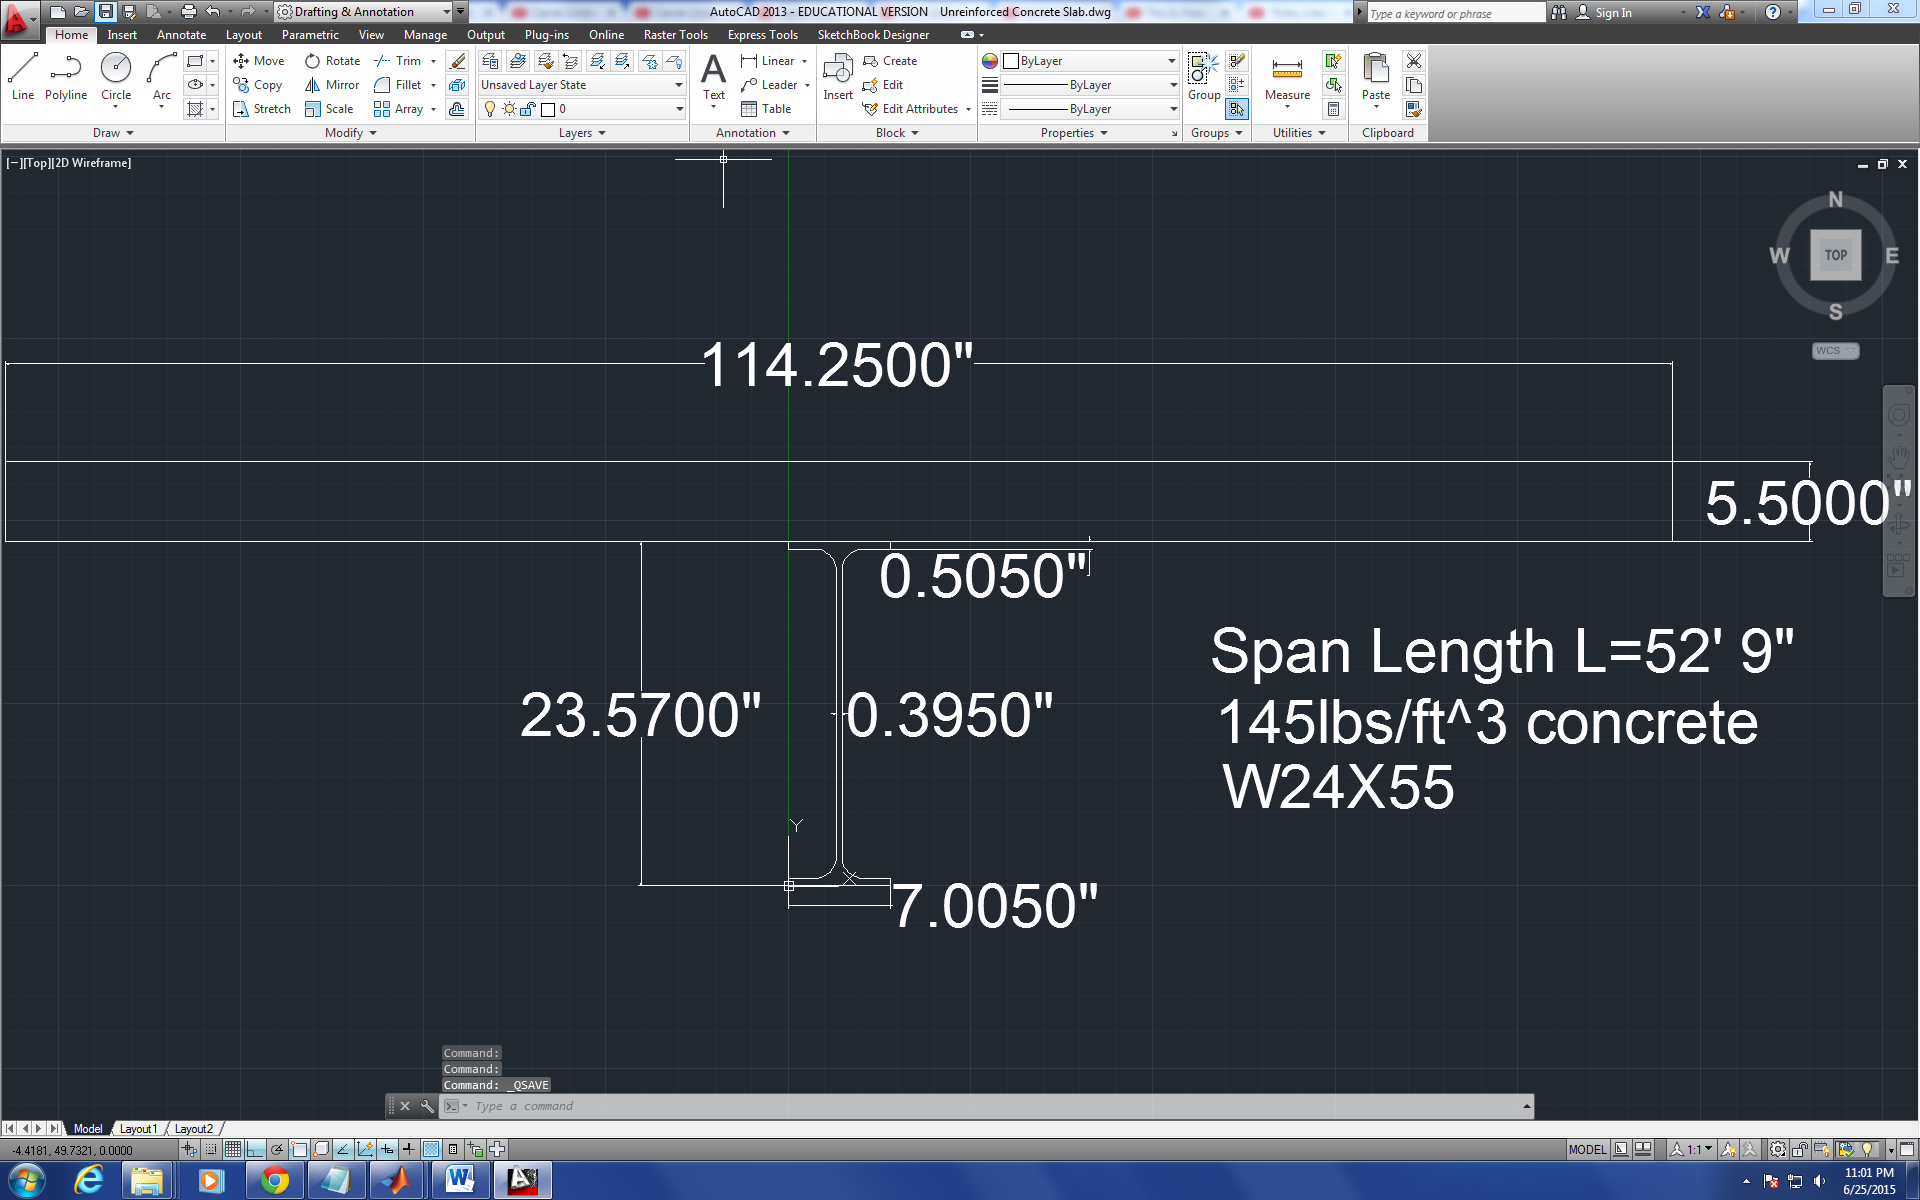 Drafting & Annotation
AutoCAD 2013 - EDUCATIONAL VERSION Unreinforced Concrete Slab.dwg
Type a keyword or phrase
Sign In
Home Insert Annotate Layout Parametric View Manage Output Plug-ins Online Raster Tools Express Tools SketchBook Designer
Line Polyline Circle Arc
Move Rotate Trim
Copy Mirror Fillet
Stretch Scale Array
Unsaved Layer State
0
Text
Linear
Leader
Table
Insert
Create
Edit
Edit Attributes
ByLayer
ByLayer
ByLayer
Group
Measure
Paste
Draw Modify Layers Annotation Block Properties Groups Utilities Clipboard
[−][Top][2D Wireframe]
N
W TOP E
S
WCS
114.2500"
5.5000"
0.5050"
23.5700"
0.3950"
Span Length L=52' 9"
145lbs/ft^3 concrete
W24X55
Y
X
7.0050"
Command:
Command:
Command: _QSAVE
Type a command
Model Layout1 Layout2
-4.4181, 49.7321, 0.0000
MODEL
1:1
11:01 PM
6/25/2015